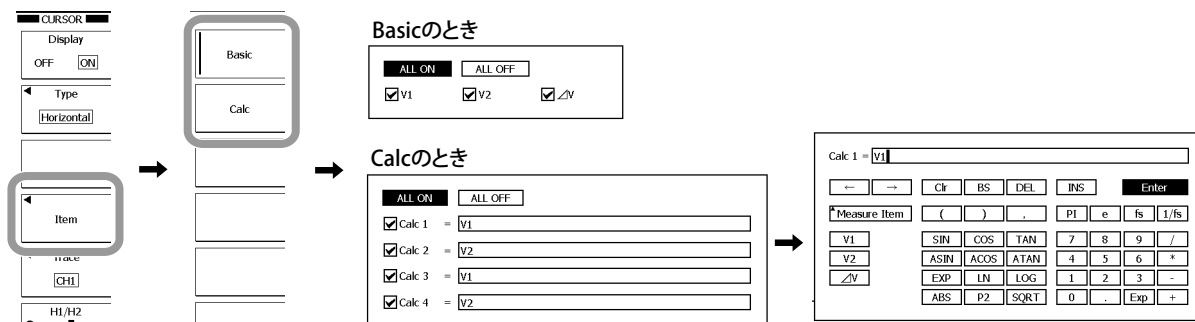 CURSOR
Display
OFF ON
Type
Horizontal
Item
Trace
CH1
H1/H2
Basic
Calc
Basicのとき
ALL ON ALL OFF
V1 V2 ⊿V
Calcのとき
ALL ON ALL OFF
Calc 1 = V1
Calc 2 = V2
Calc 3 = V1
Calc 4 = V2
Calc 1 = V1
← → Clr BS DEL INS Enter
Measure Item ( ) , PI e fs 1/fs
V1 SIN COS TAN 7 8 9 /
V2 ASIN ACOS ATAN 4 5 6 *
⊿V EXP LN LOG 1 2 3 -
ABS P2 SQRT 0 . Exp +